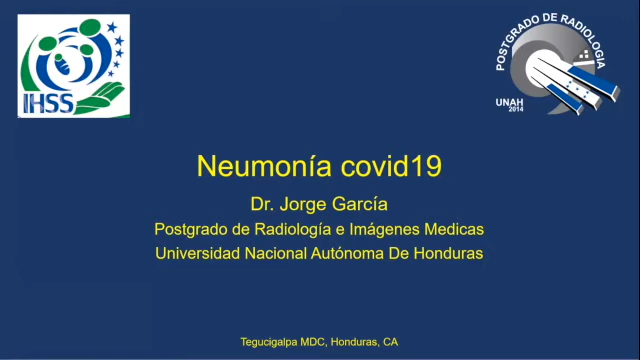 IHSS
POSTGRADO DE RADIOLOGIA
UNAH
2014
Neumonía covid19
Dr. Jorge García
Postgrado de Radiología e Imágenes Medicas
Universidad Nacional Autónoma De Honduras
Tegucigalpa MDC, Honduras, CA